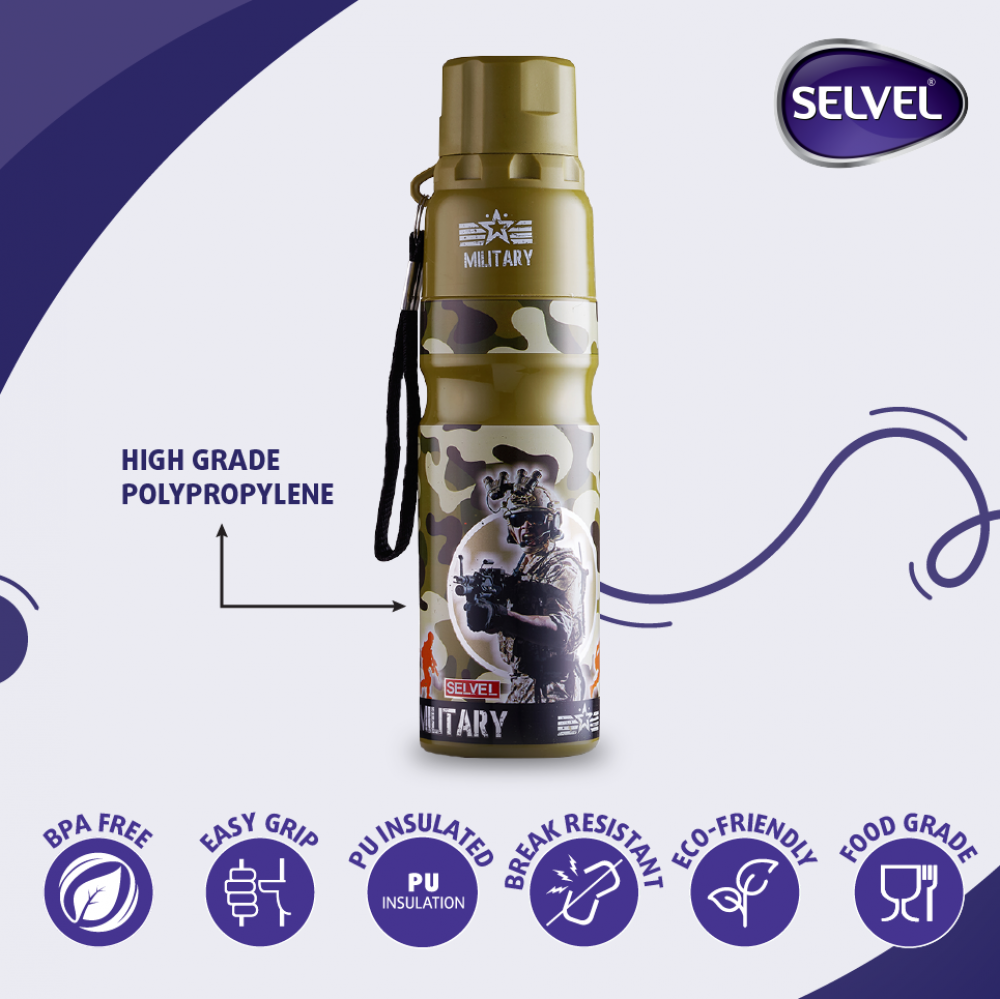 SELVEL®
MILITARY
HIGH GRADE
POLYPROPYLENE
SELVEL
MILITARY
BPA FREE
EASY GRIP
PU INSULATED
PU
INSULATION
BREAK RESISTANT
ECO-FRIENDLY
FOOD GRADE